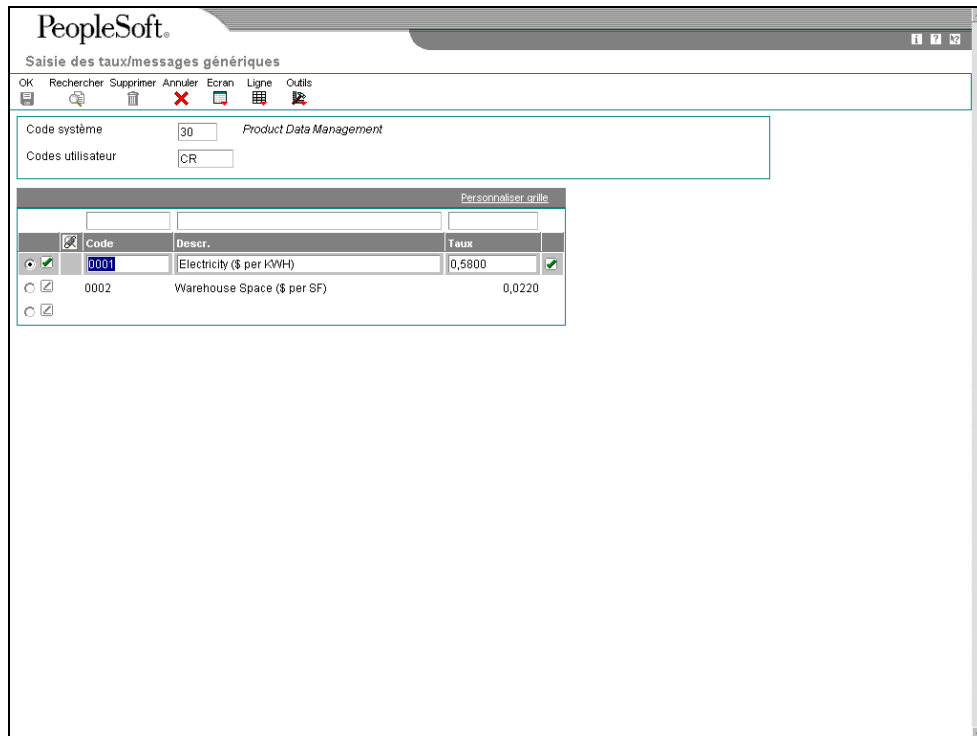 PeopleSoft®
Saisie des taux/messages génériques
OK Rechercher Supprimer Annuler Ecran Ligne Outils
Code système 30 Product Data Management
Codes utilisateur CR
Personnaliser grille
Code Descr. Taux
0001 Electricity ($ per KWH) 0,5800
0002 Warehouse Space ($ per SF) 0,0220